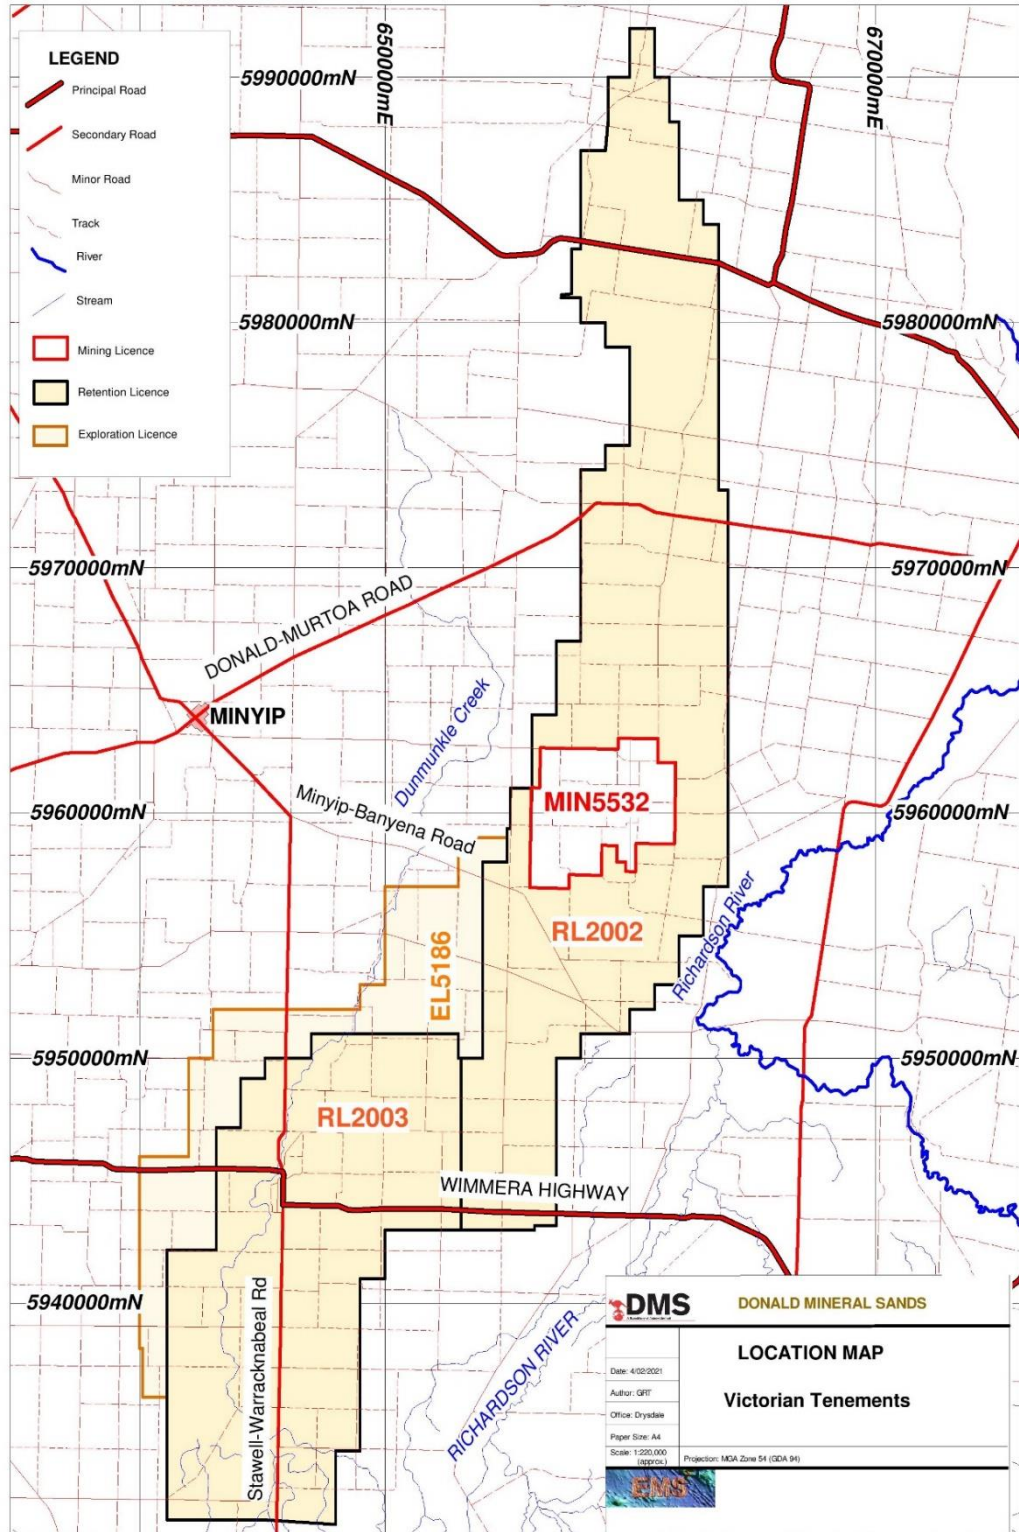 LEGEND
Principal Road
Secondary Road
Minor Road
Track
River
Stream
Mining Licence
Retention Licence
Exploration Licence
650000mE
670000mE
5990000mN
5980000mN
5980000mN
5970000mN
5970000mN
DONALD-MURTOA ROAD
MINYIP
Dunmunkle Creek
Minyip-Banyena Road
MIN5532
5960000mN
5960000mN
RL2002
EL5186
Richardson River
5950000mN
5950000mN
RL2003
WIMMERA HIGHWAY
5940000mN
Stawell-Warracknabeal Rd
RICHARDSON RIVER
DMS
DONALD MINERAL SANDS
LOCATION MAP
Victorian Tenements
Date: 4/02/2021
Author: GRT
Office: Drysdale
Paper Size: A4
Scale: 1:220,000
(approx.)
Projection: MGA Zone 54 (GDA 94)
EMS